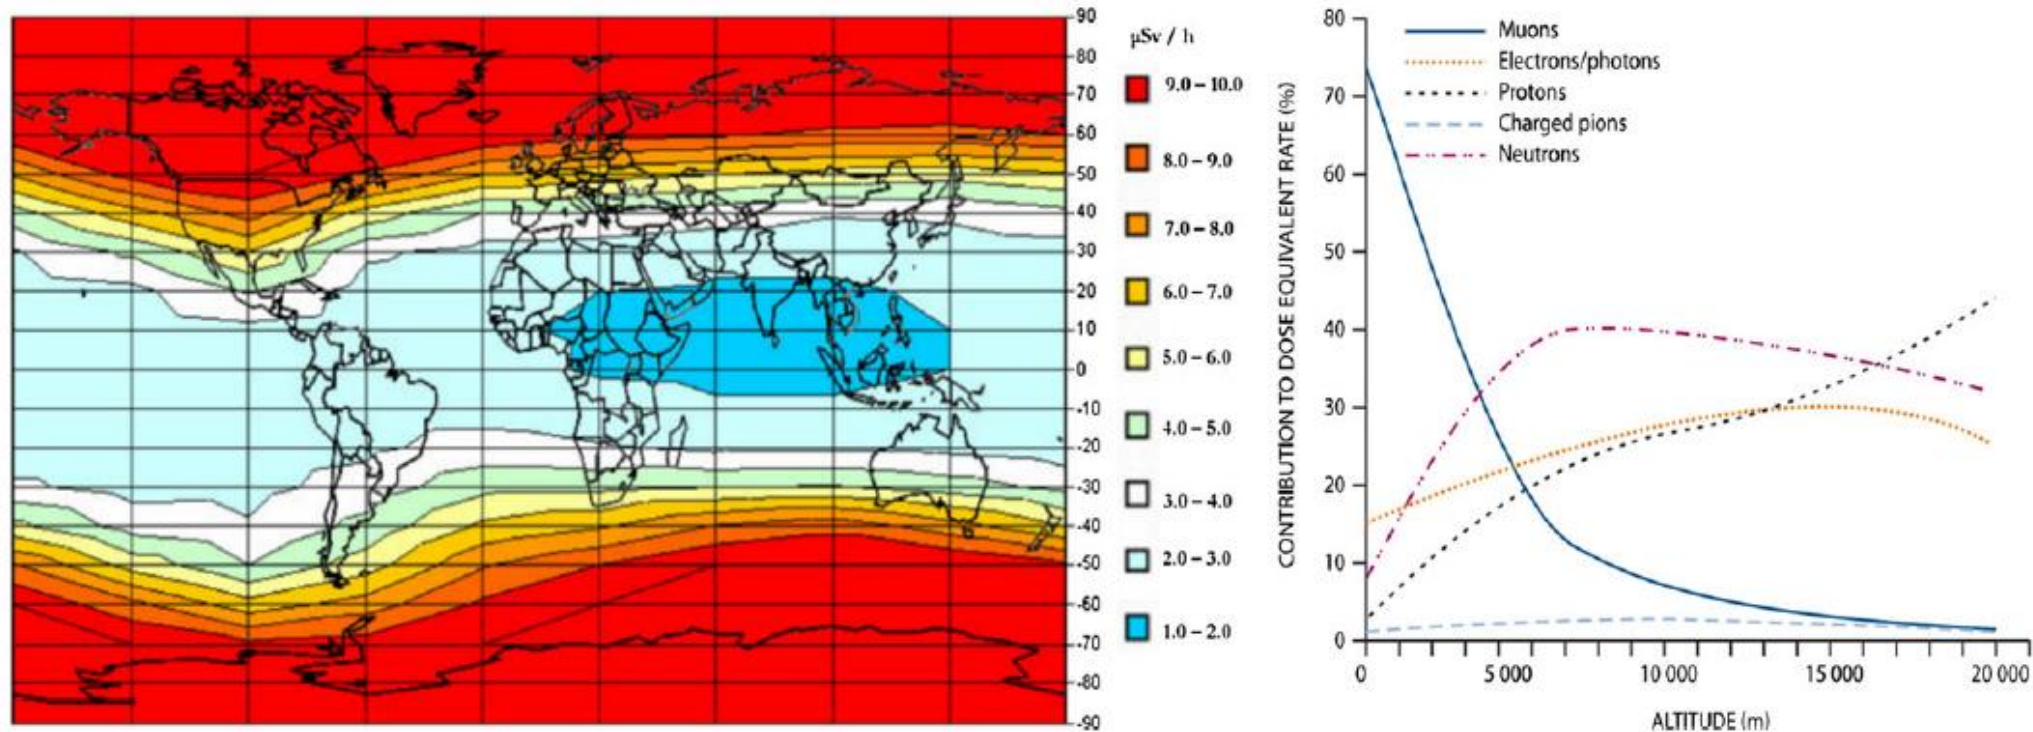 90
80
70
60
50
40
30
20
10
0
-10
-20
-30
-40
-50
-60
-70
-80
-90
µSv / h
9.0 – 10.0
8.0 – 9.0
7.0 – 8.0
6.0 – 7.0
5.0 – 6.0
4.0 – 5.0
3.0 – 4.0
2.0 – 3.0
1.0 – 2.0
CONTRIBUTION TO DOSE EQUIVALENT RATE (%)
80
70
60
50
40
30
20
10
0
Muons
Electrons/photons
Protons
Charged pions
Neutrons
0 5 000 10 000 15 000 20 000
ALTITUDE (m)